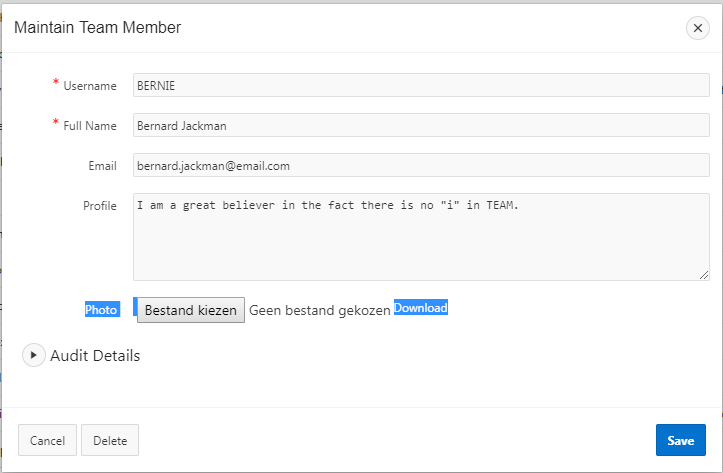 Maintain Team Member
* Username BERNIE
* Full Name Bernard Jackman
Email bernard.jackman@email.com
Profile I am a great believer in the fact there is no "i" in TEAM.
Photo Bestand kiezen Geen bestand gekozen Download
Audit Details
Cancel Delete Save